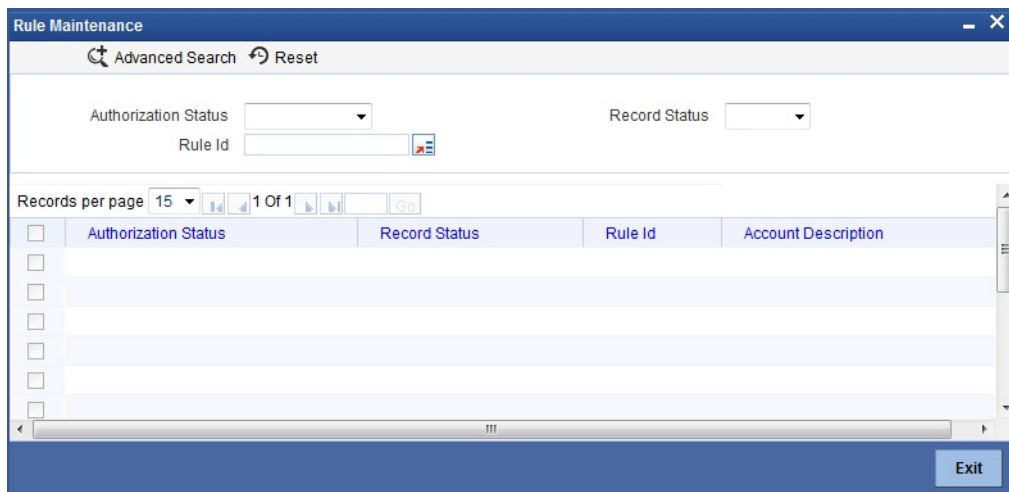 Rule Maintenance
Advanced Search Reset
Authorization Status Record Status
Rule Id
Records per page 15 1 Of 1 Go
Authorization Status Record Status Rule Id Account Description
Exit